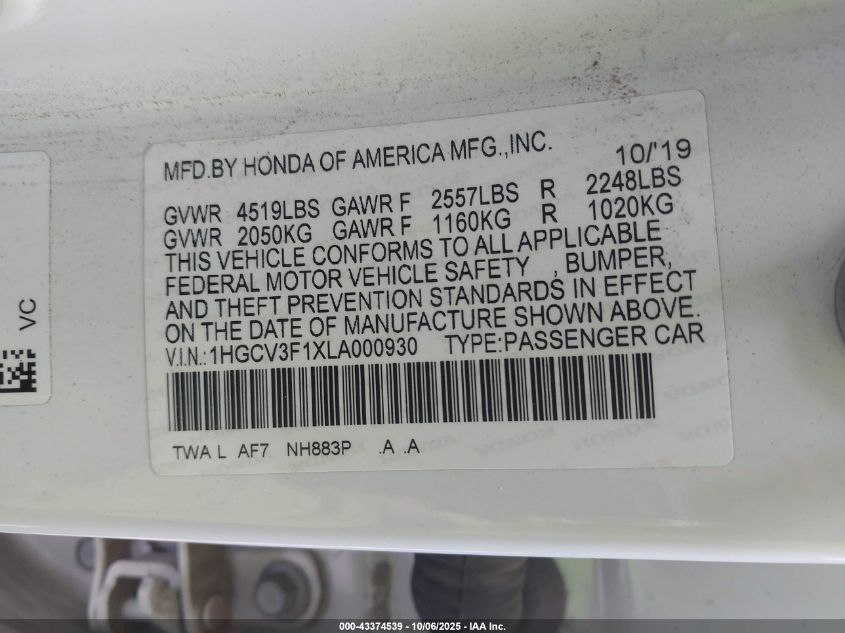 MFD.BY HONDA OF AMERICA MFG.,INC. 10/'19
GVWR 4519LBS GAWR F 2557LBS R 2248LBS
GVWR 2050KG GAWR F 1160KG R 1020KG
THIS VEHICLE CONFORMS TO ALL APPLICABLE
FEDERAL MOTOR VEHICLE SAFETY , BUMPER,
AND THEFT PREVENTION STANDARDS IN EFFECT
ON THE DATE OF MANUFACTURE SHOWN ABOVE.
V.I.N.:1HGCV3F1XLA000930 TYPE:PASSENGER CAR
TWA L AF7 NH883P .A .A
VC
HONDA HONDA HONDA
000-43374539 - 10/06/2025 - IAA Inc.